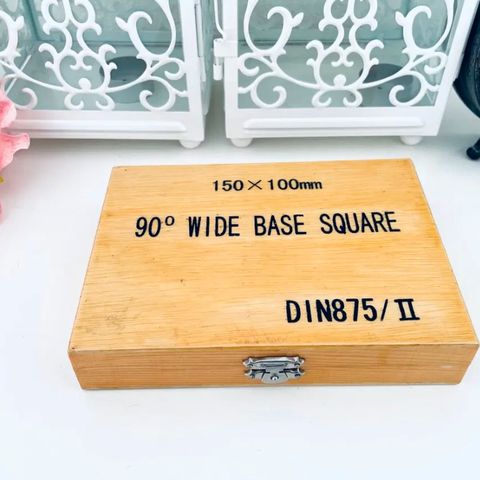 150×100mm
90° WIDE BASE SQUARE
DIN875/II